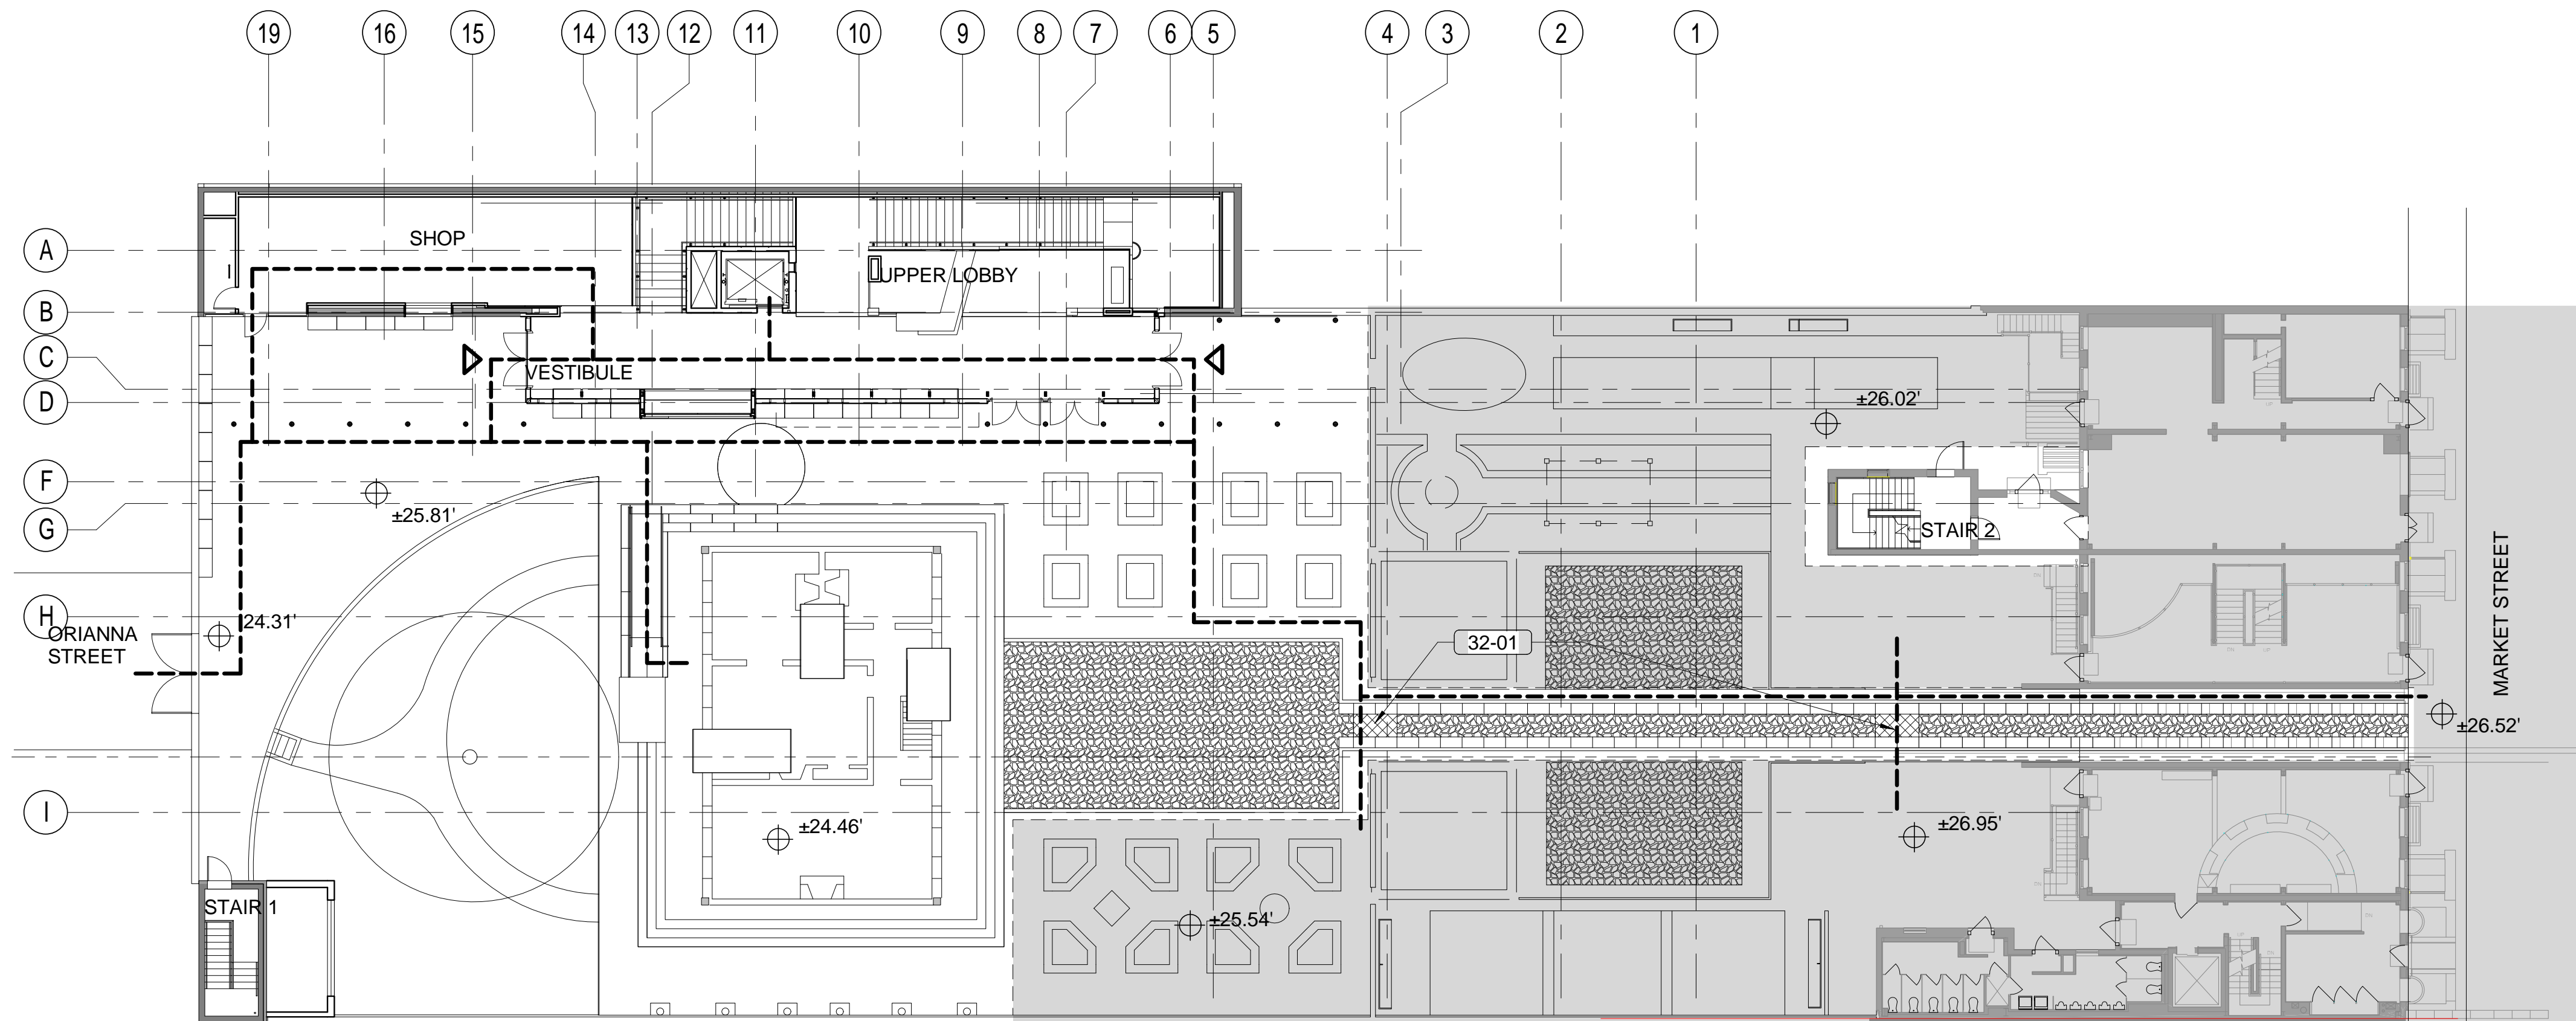 19 16 15 14 13 12 11 10 9 8 7 6 5 4 3 2 1
A
SHOP
UPPER LOBBY
B
C
VESTIBULE
D
±26.02'
F
±25.81'
G
STAIR 2
H
24.31'
ORIANNA
STREET
32-01
MARKET STREET
±26.52'
I
±24.46'
±26.95'
STAIR 1
±25.54'